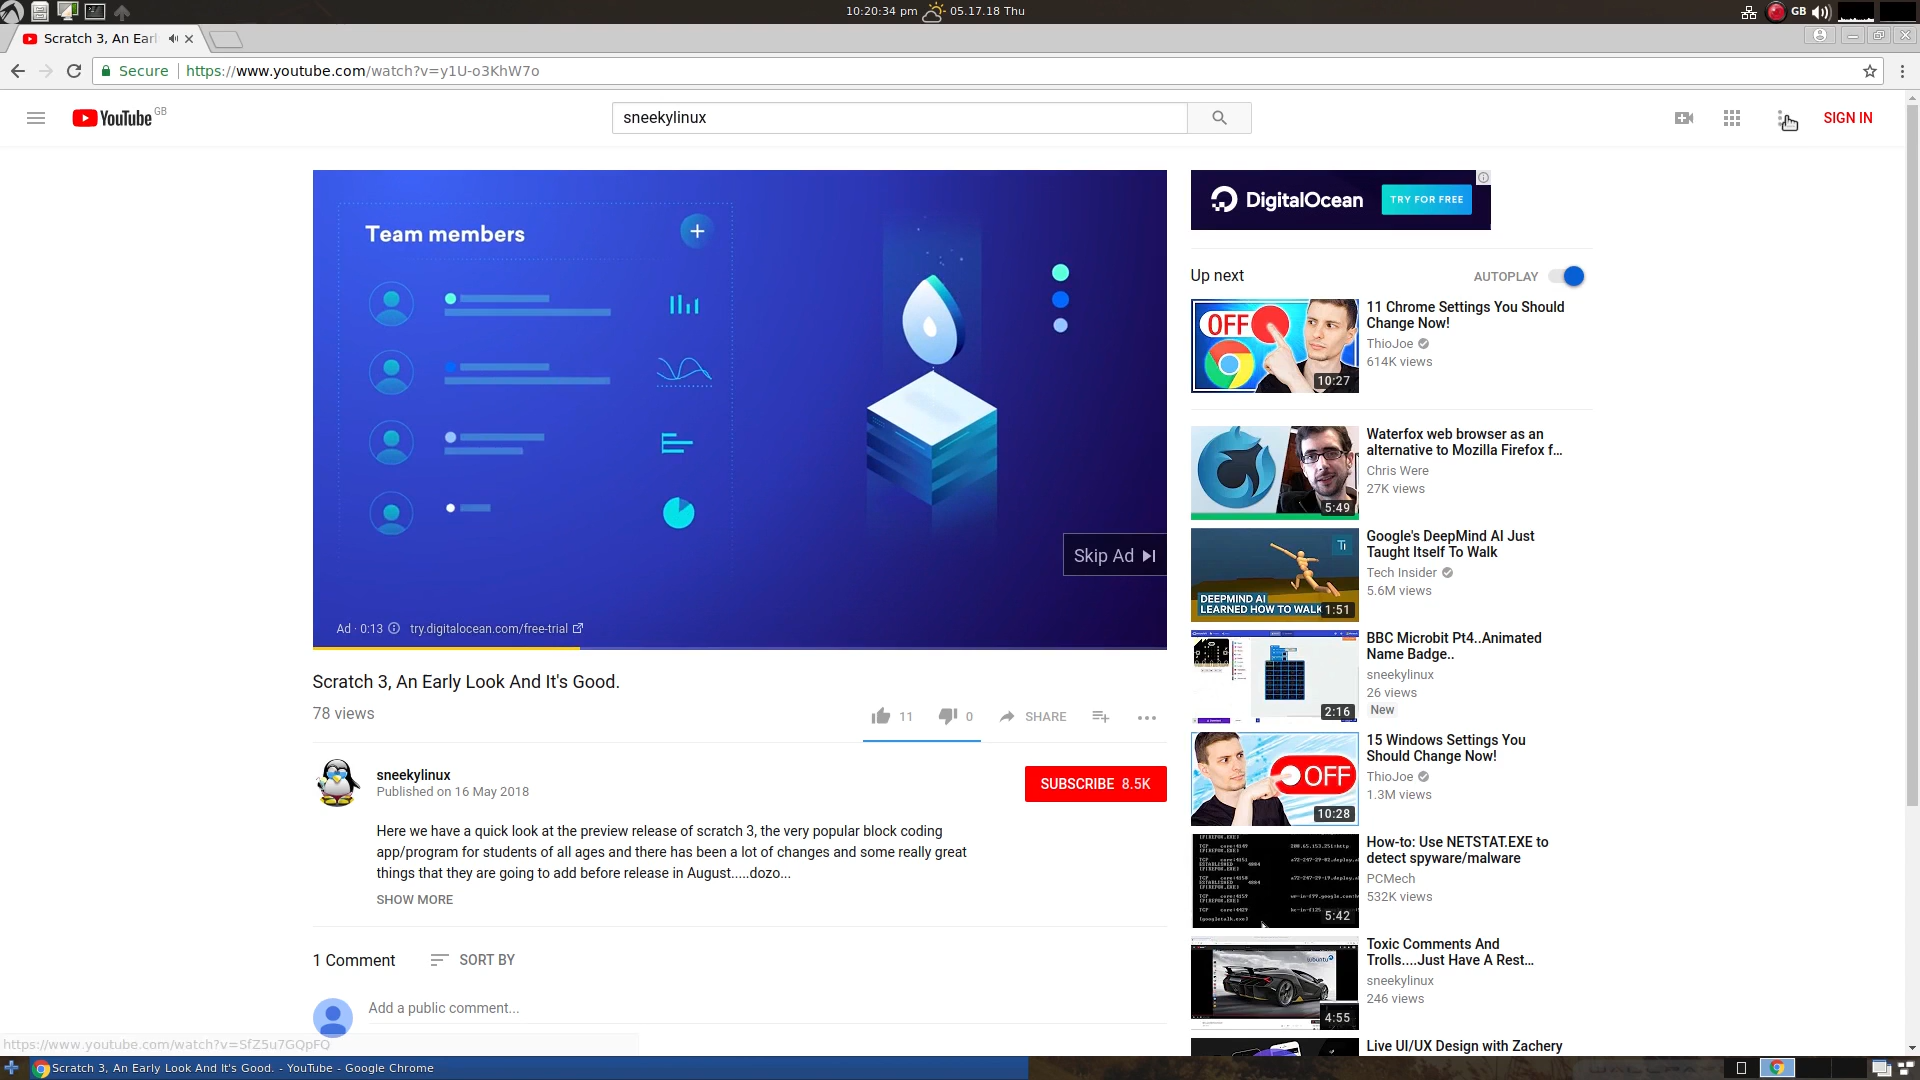 10:20:34 pm 05.17.18 Thu
GB
Scratch 3, An Earl
Secure https://www.youtube.com/watch?v=y1U-o3KhW7o
YouTube GB
sneekylinux
SIGN IN
Team members
Skip Ad
Ad · 0:13 try.digitalocean.com/free-trial
DigitalOcean TRY FOR FREE
Up next AUTOPLAY
OFF
10:27
11 Chrome Settings You Should
Change Now!
ThioJoe
614K views
5:49
Waterfox web browser as an
alternative to Mozilla Firefox f...
Chris Were
27K views
Ti
DEEPMIND AI
LEARNED HOW TO WALK
1:51
Google's DeepMind AI Just
Taught Itself To Walk
Tech Insider
5.6M views
2:16
BBC Microbit Pt4..Animated
Name Badge..
sneekylinux
26 views
New
OFF
10:28
15 Windows Settings You
Should Change Now!
ThioJoe
1.3M views
5:42
How-to: Use NETSTAT.EXE to
detect spyware/malware
PCMech
532K views
lubuntu
4:55
Toxic Comments And
Trolls....Just Have A Rest...
sneekylinux
246 views
Live UI/UX Design with Zachery
Scratch 3, An Early Look And It's Good.
78 views
11 0 SHARE
sneekylinux
Published on 16 May 2018
SUBSCRIBE 8.5K
Here we have a quick look at the preview release of scratch 3, the very popular block coding
app/program for students of all ages and there has been a lot of changes and some really great
things that they are going to add before release in August.....dozo...
SHOW MORE
1 Comment SORT BY
Add a public comment...
https://www.youtube.com/watch?v=SfZ5u7GQpFQ
Scratch 3, An Early Look And It's Good. - YouTube - Google Chrome